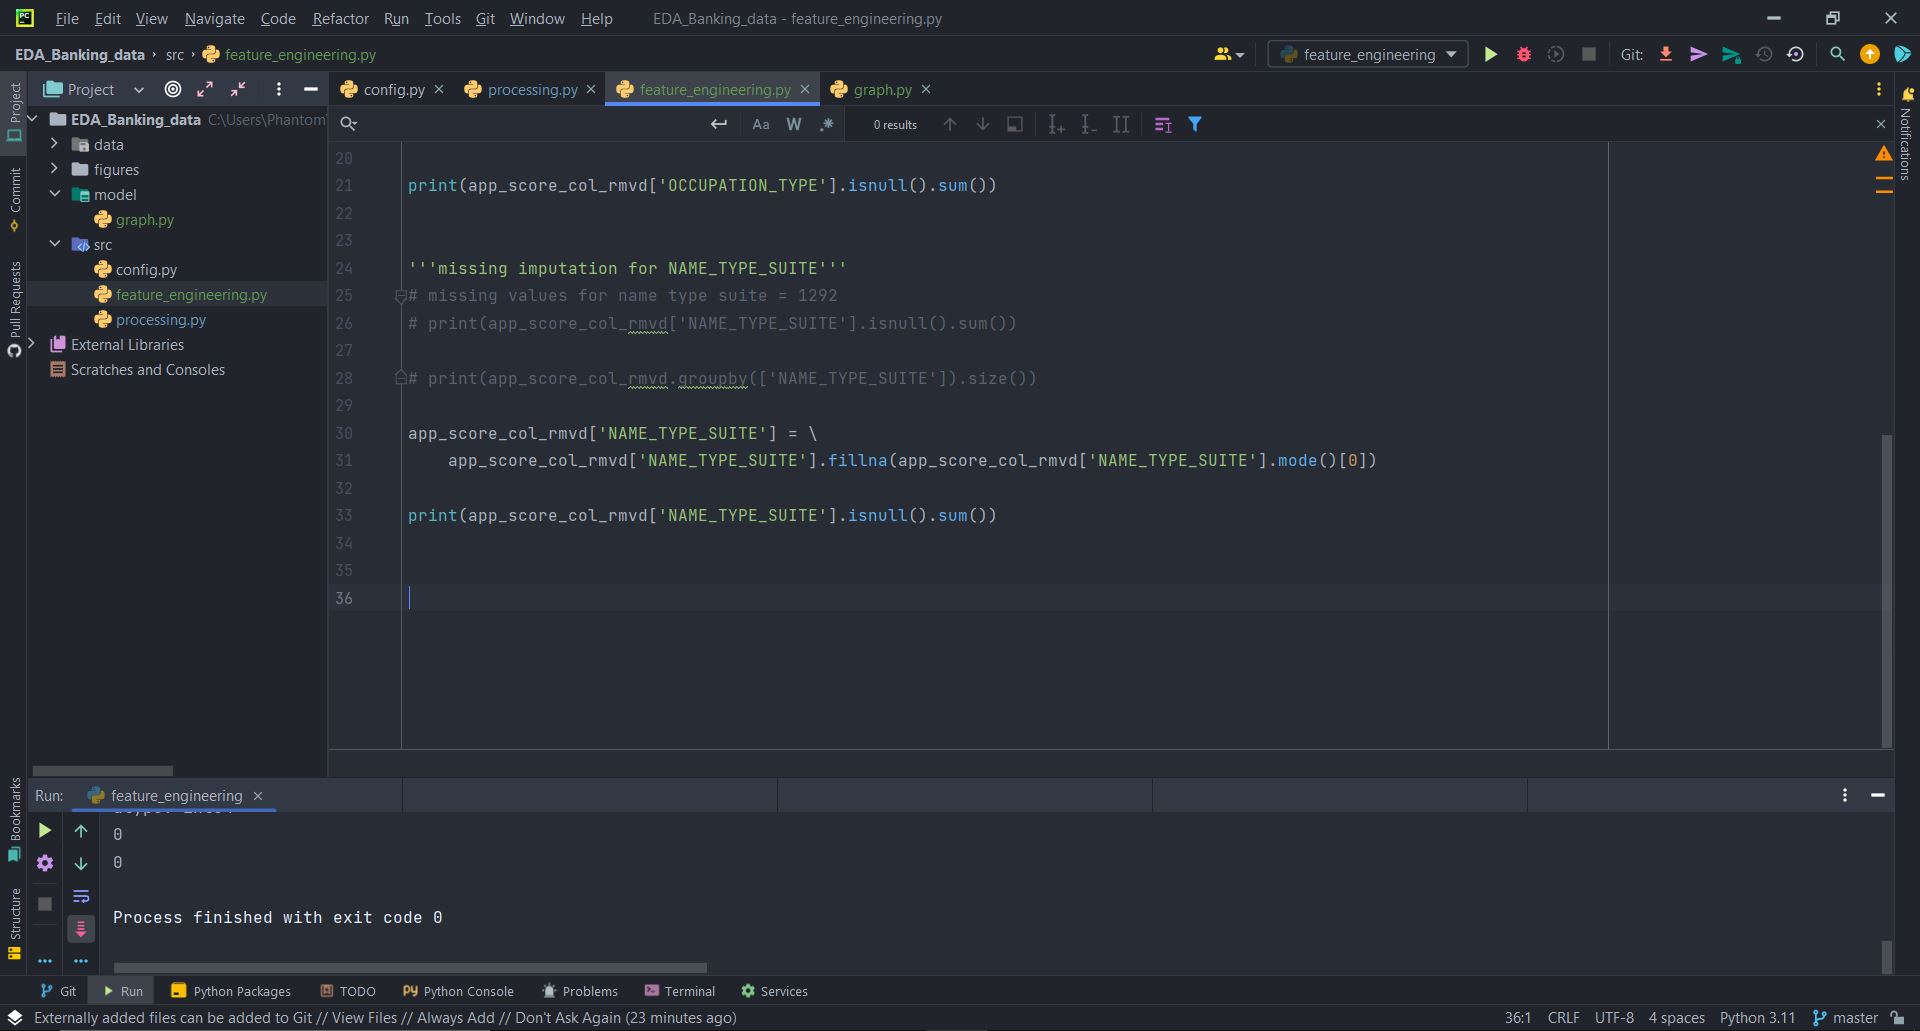 PC File Edit View Navigate Code Refactor Run Tools Git Window Help EDA_Banking_data - feature_engineering.py
EDA_Banking_data › src › feature_engineering.py feature_engineering Git:
Project config.py processing.py feature_engineering.py graph.py
EDA_Banking_data C:\Users\Phantom
Aa W .* 0 results
data
figures
model
graph.py
src
config.py
feature_engineering.py
processing.py
External Libraries
Scratches and Consoles
Project
Commit
Pull Requests
Bookmarks
Structure
Notifications
20
21 print(app_score_col_rmvd['OCCUPATION_TYPE'].isnull().sum())
22
23
24 '''missing imputation for NAME_TYPE_SUITE'''
25 # missing values for name type suite = 1292
26 # print(app_score_col_rmvd['NAME_TYPE_SUITE'].isnull().sum())
27
28 # print(app_score_col_rmvd.groupby(['NAME_TYPE_SUITE']).size())
29
30 app_score_col_rmvd['NAME_TYPE_SUITE'] = \
31 app_score_col_rmvd['NAME_TYPE_SUITE'].fillna(app_score_col_rmvd['NAME_TYPE_SUITE'].mode()[0])
32
33 print(app_score_col_rmvd['NAME_TYPE_SUITE'].isnull().sum())
34
35
36
Run: feature_engineering
0
0
Process finished with exit code 0
Git Run Python Packages TODO Python Console Problems Terminal Services
Externally added files can be added to Git // View Files // Always Add // Don't Ask Again (23 minutes ago) 36:1 CRLF UTF-8 4 spaces Python 3.11 master